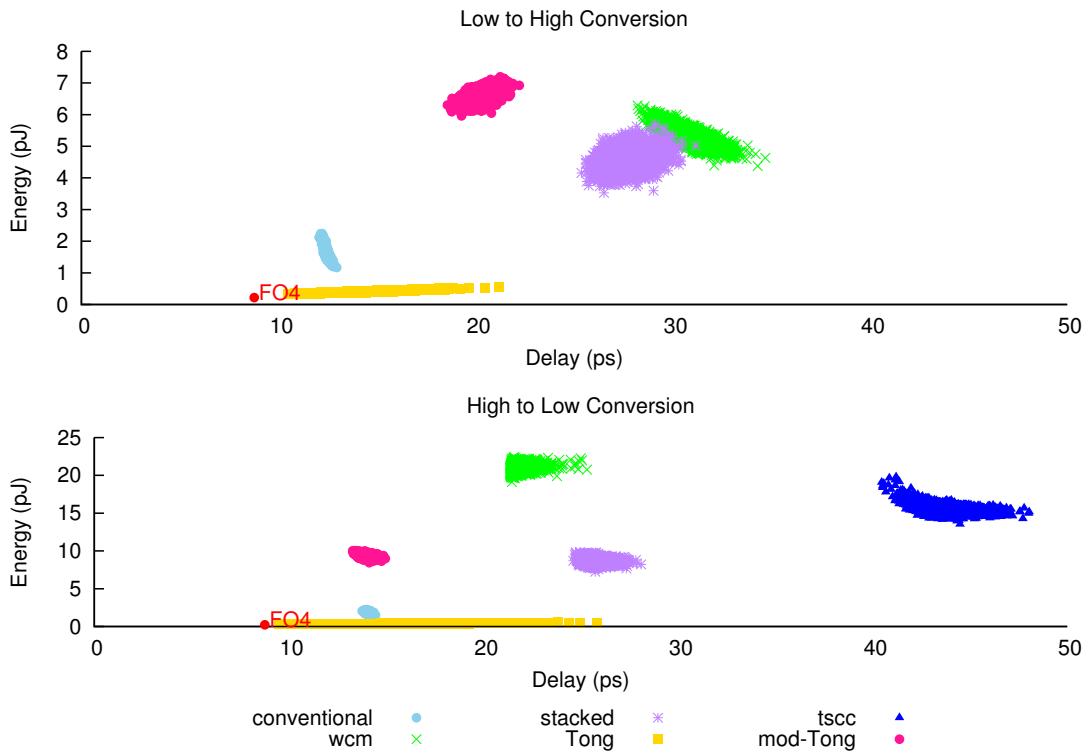 Low to High Conversion
8
7
6
5
4
3
2
1
0
Energy (pJ)
FO4
0 10 20 30 40 50
Delay (ps)
High to Low Conversion
25
20
15
10
5
0
Energy (pJ)
FO4
0 10 20 30 40 50
Delay (ps)
conventional stacked tscc
wcm Tong mod-Tong